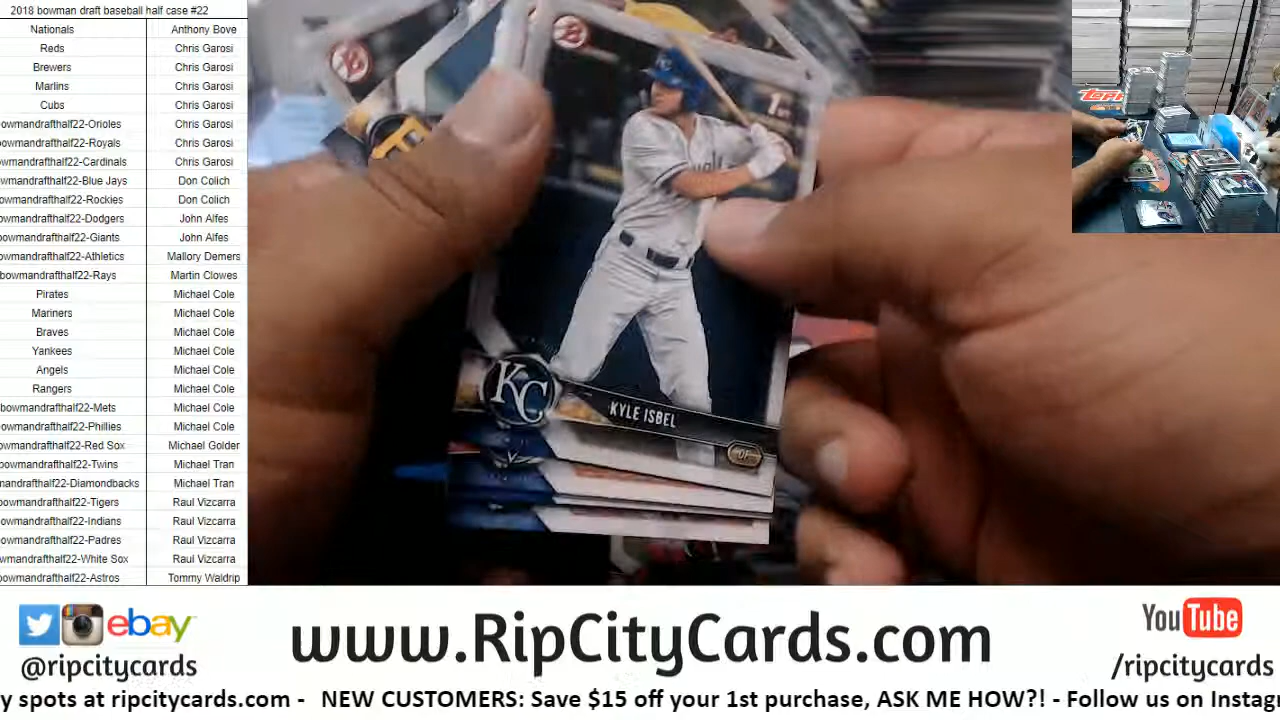 2018 bowman draft baseball half case #22
Nationals Anthony Bove
Reds Chris Garosi
Brewers Chris Garosi
Marlins Chris Garosi
Cubs Chris Garosi
owmandrafthalf22-Orioles Chris Garosi
owmandrafthalf22-Royals Chris Garosi
wmandrafthalf22-Cardinals Chris Garosi
wmandrafthalf22-Blue Jays Don Colich
owmandrafthalf22-Rockies Don Colich
owmandrafthalf22-Dodgers John Alfes
owmandrafthalf22-Giants John Alfes
owmandrafthalf22-Athletics Mallory Demers
bowmandrafthalf22-Rays Martin Clowes
Pirates Michael Cole
Mariners Michael Cole
Braves Michael Cole
Yankees Michael Cole
Angels Michael Cole
Rangers Michael Cole
bowmandrafthalf22-Mets Michael Cole
owmandrafthalf22-Phillies Michael Cole
owmandrafthalf22-Red Sox Michael Golder
owmandrafthalf22-Twins Michael Tran
mandrafthalf22-Diamondbacks Michael Tran
owmandrafthalf22-Tigers Raul Vizcarra
owmandrafthalf22-Indians Raul Vizcarra
owmandrafthalf22-Padres Raul Vizcarra
wmandrafthalf22-White Sox Raul Vizcarra
owmandrafthalf22-Astros Tommy Waldrip
KC
KYLE ISBEL
OF
Topps
ebay
@ripcitycards
www.RipCityCards.com
YouTube
/ripcitycards
y spots at ripcitycards.com - NEW CUSTOMERS: Save $15 off your 1st purchase, ASK ME HOW?! - Follow us on Instag